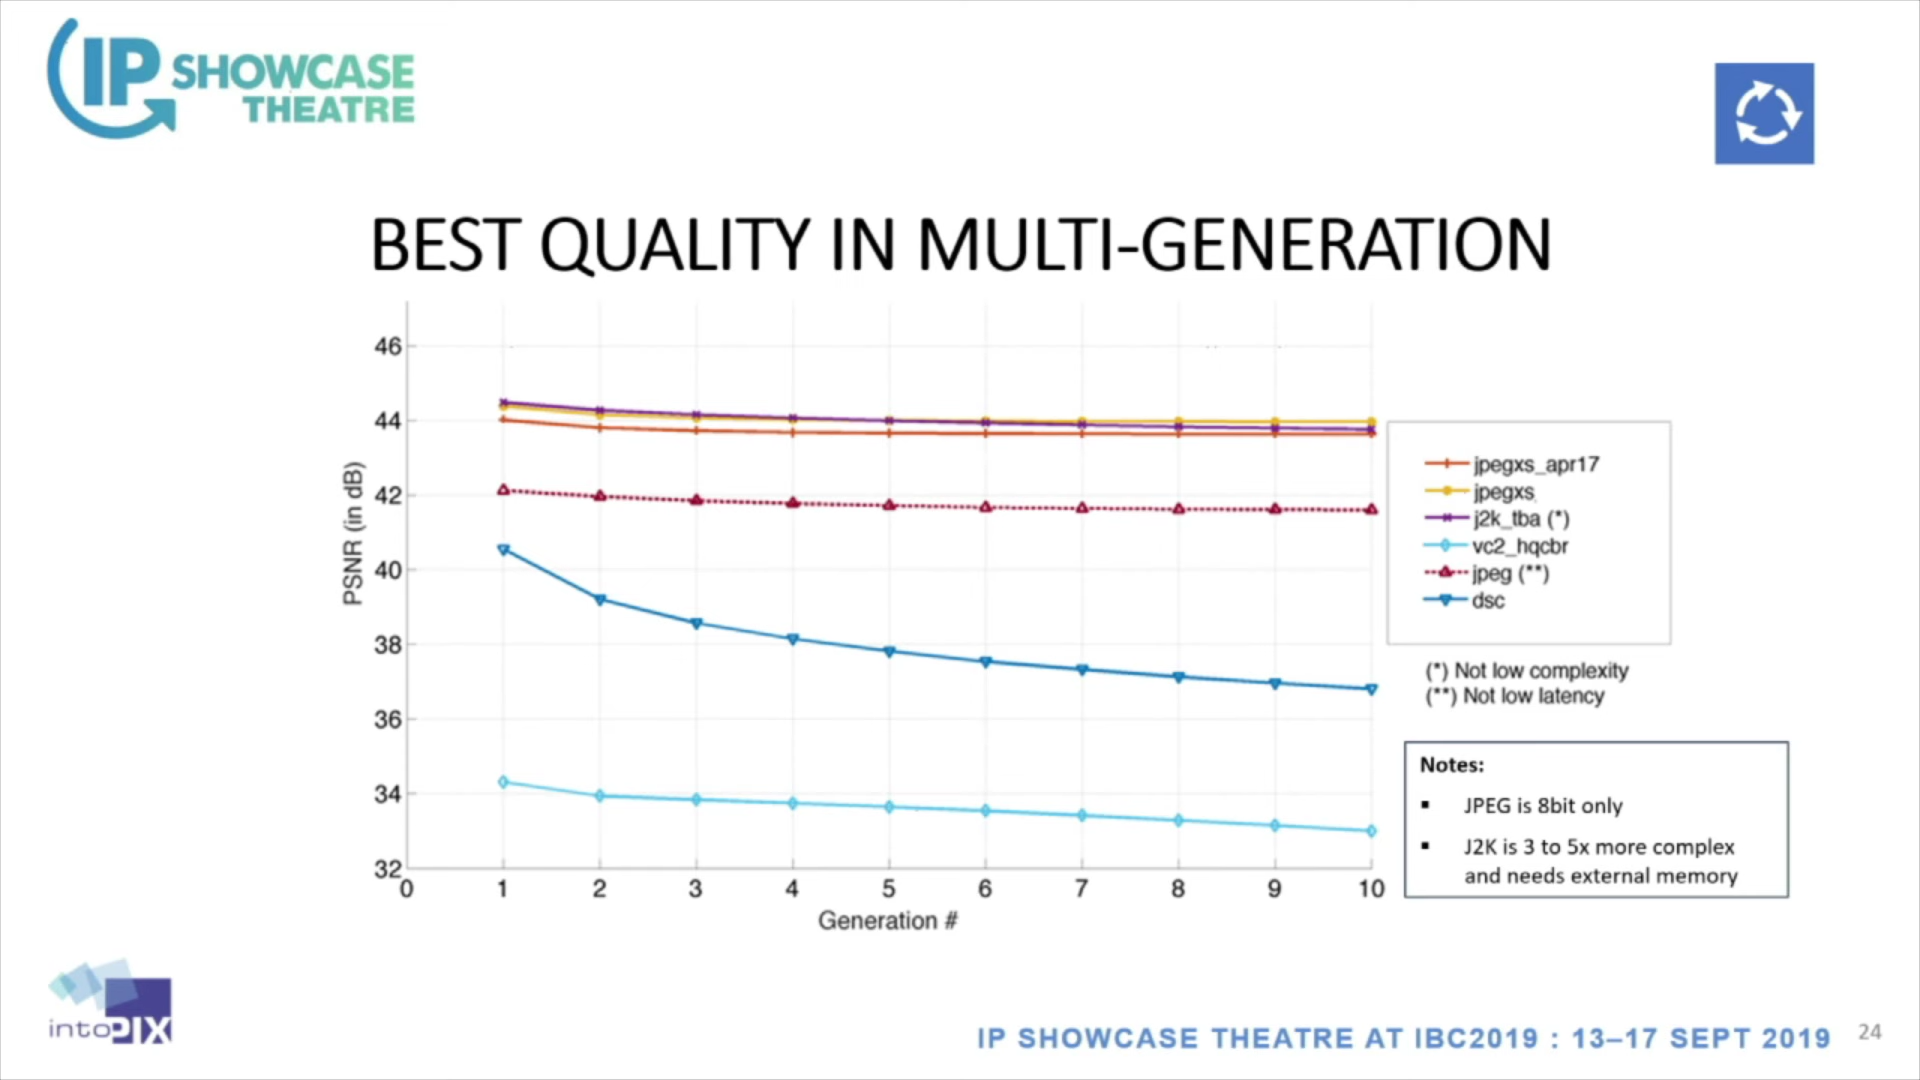 IP SHOWCASE
THEATRE
BEST QUALITY IN MULTI-GENERATION
46
44
42
40
38
36
34
32
PSNR (in dB)
0 1 2 3 4 5 6 7 8 9 10
Generation #
jpegxs_apr17
jpegxs
j2k_tba (*)
vc2_hqcbr
jpeg (**)
dsc
(*) Not low complexity
(**) Not low latency
Notes:
▪ JPEG is 8bit only
▪ J2K is 3 to 5x more complex
and needs external memory
intoPIX
IP SHOWCASE THEATRE AT IBC2019 : 13–17 SEPT 2019
24